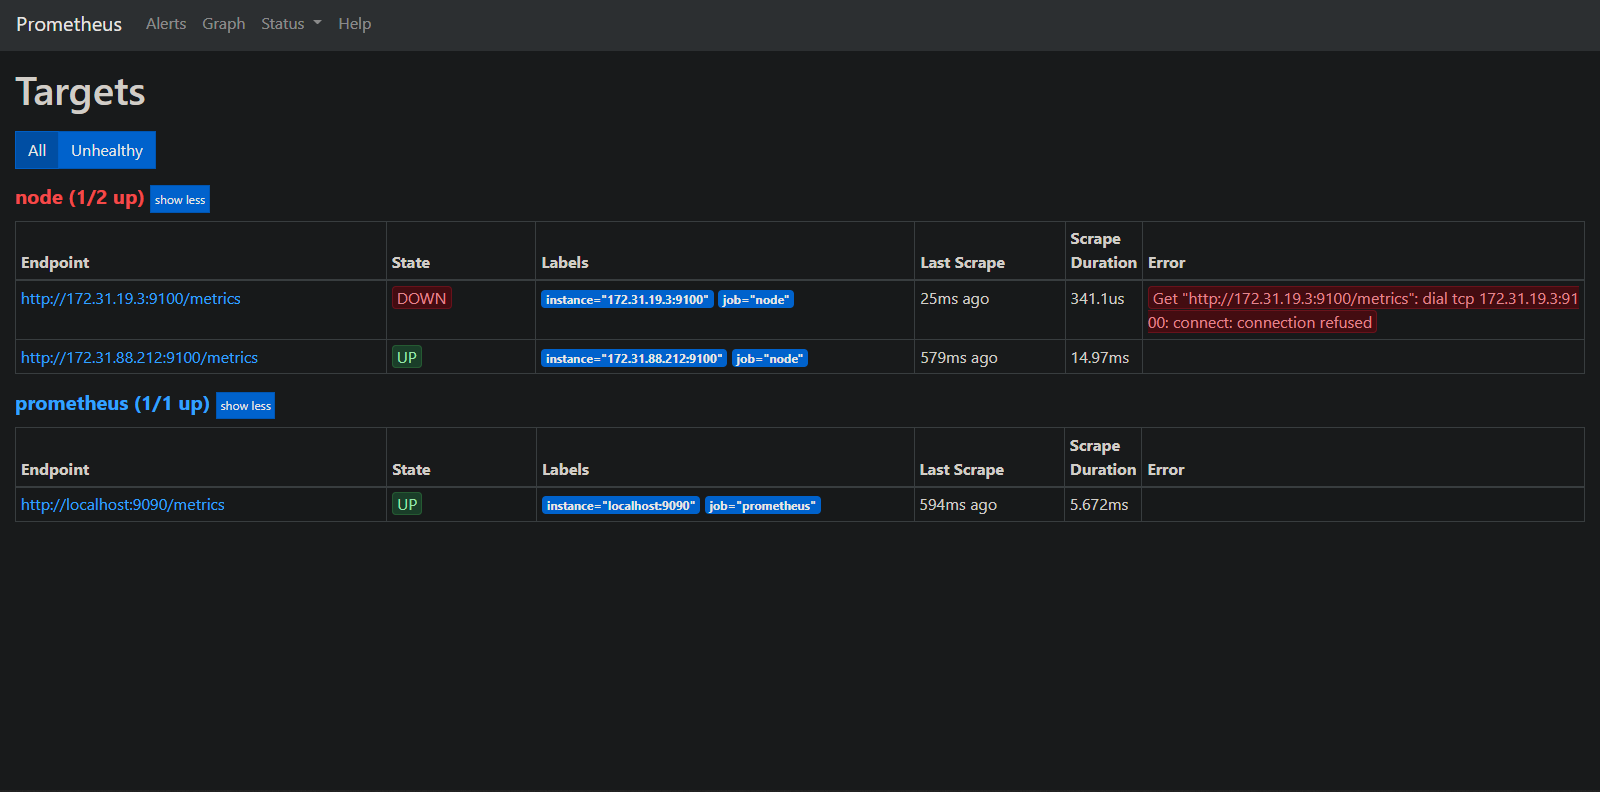 Prometheus Alerts Graph Status Help
Targets
All Unhealthy
node (1/2 up) show less
Endpoint State Labels Last Scrape Scrape Duration Error
http://172.31.19.3:9100/metrics DOWN instance="172.31.19.3:9100" job="node" 25ms ago 341.1us Get "http://172.31.19.3:9100/metrics": dial tcp 172.31.19.3:91
00: connect: connection refused
http://172.31.88.212:9100/metrics UP instance="172.31.88.212:9100" job="node" 579ms ago 14.97ms
prometheus (1/1 up) show less
Endpoint State Labels Last Scrape Scrape Duration Error
http://localhost:9090/metrics UP instance="localhost:9090" job="prometheus" 594ms ago 5.672ms